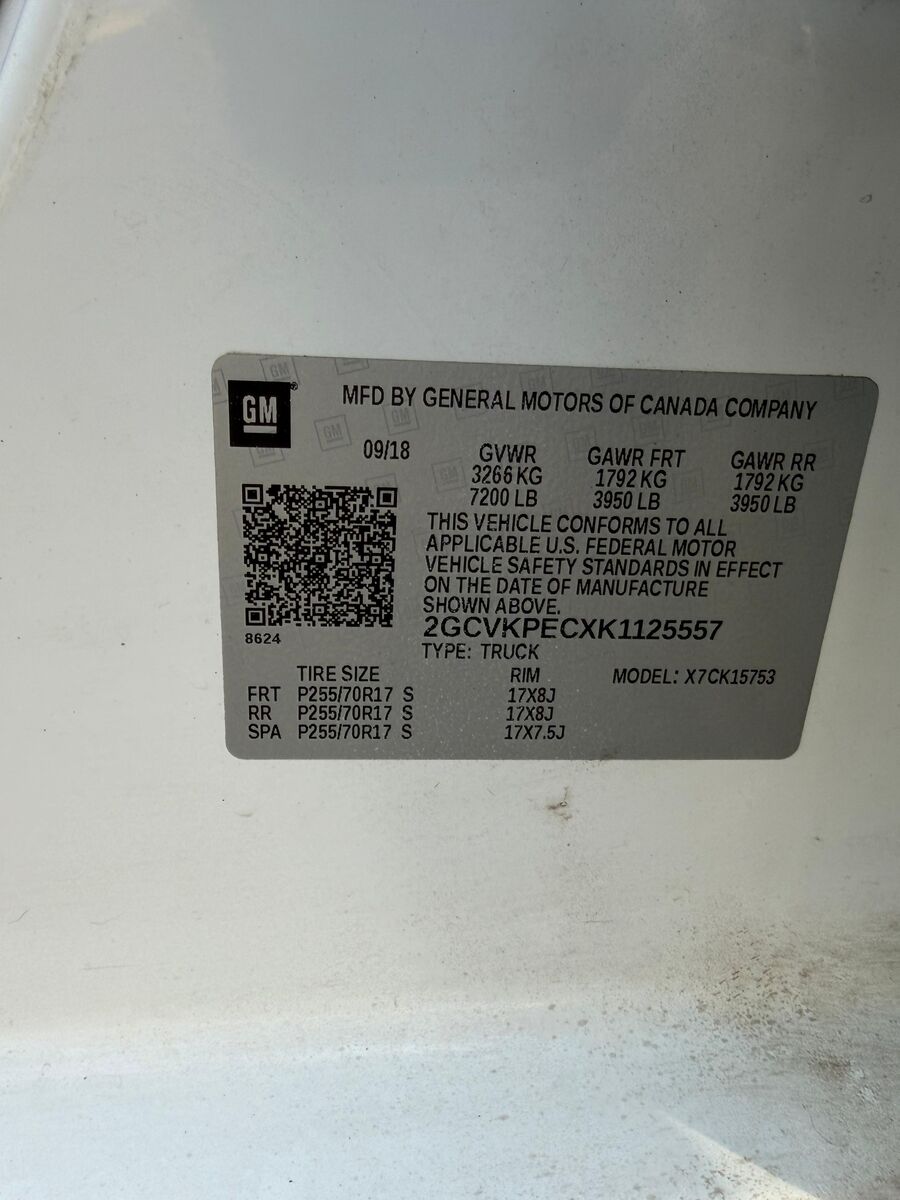 GM®
MFD BY GENERAL MOTORS OF CANADA COMPANY
09/18 GVWR GAWR FRT GAWR RR
3266 KG 1792 KG 1792 KG
7200 LB 3950 LB 3950 LB
THIS VEHICLE CONFORMS TO ALL
APPLICABLE U.S. FEDERAL MOTOR
VEHICLE SAFETY STANDARDS IN EFFECT
ON THE DATE OF MANUFACTURE
SHOWN ABOVE.
8624 2GCVKPECXK1125557
TYPE: TRUCK
TIRE SIZE RIM MODEL: X7CK15753
FRT P255/70R17 S 17X8J
RR P255/70R17 S 17X8J
SPA P255/70R17 S 17X7.5J